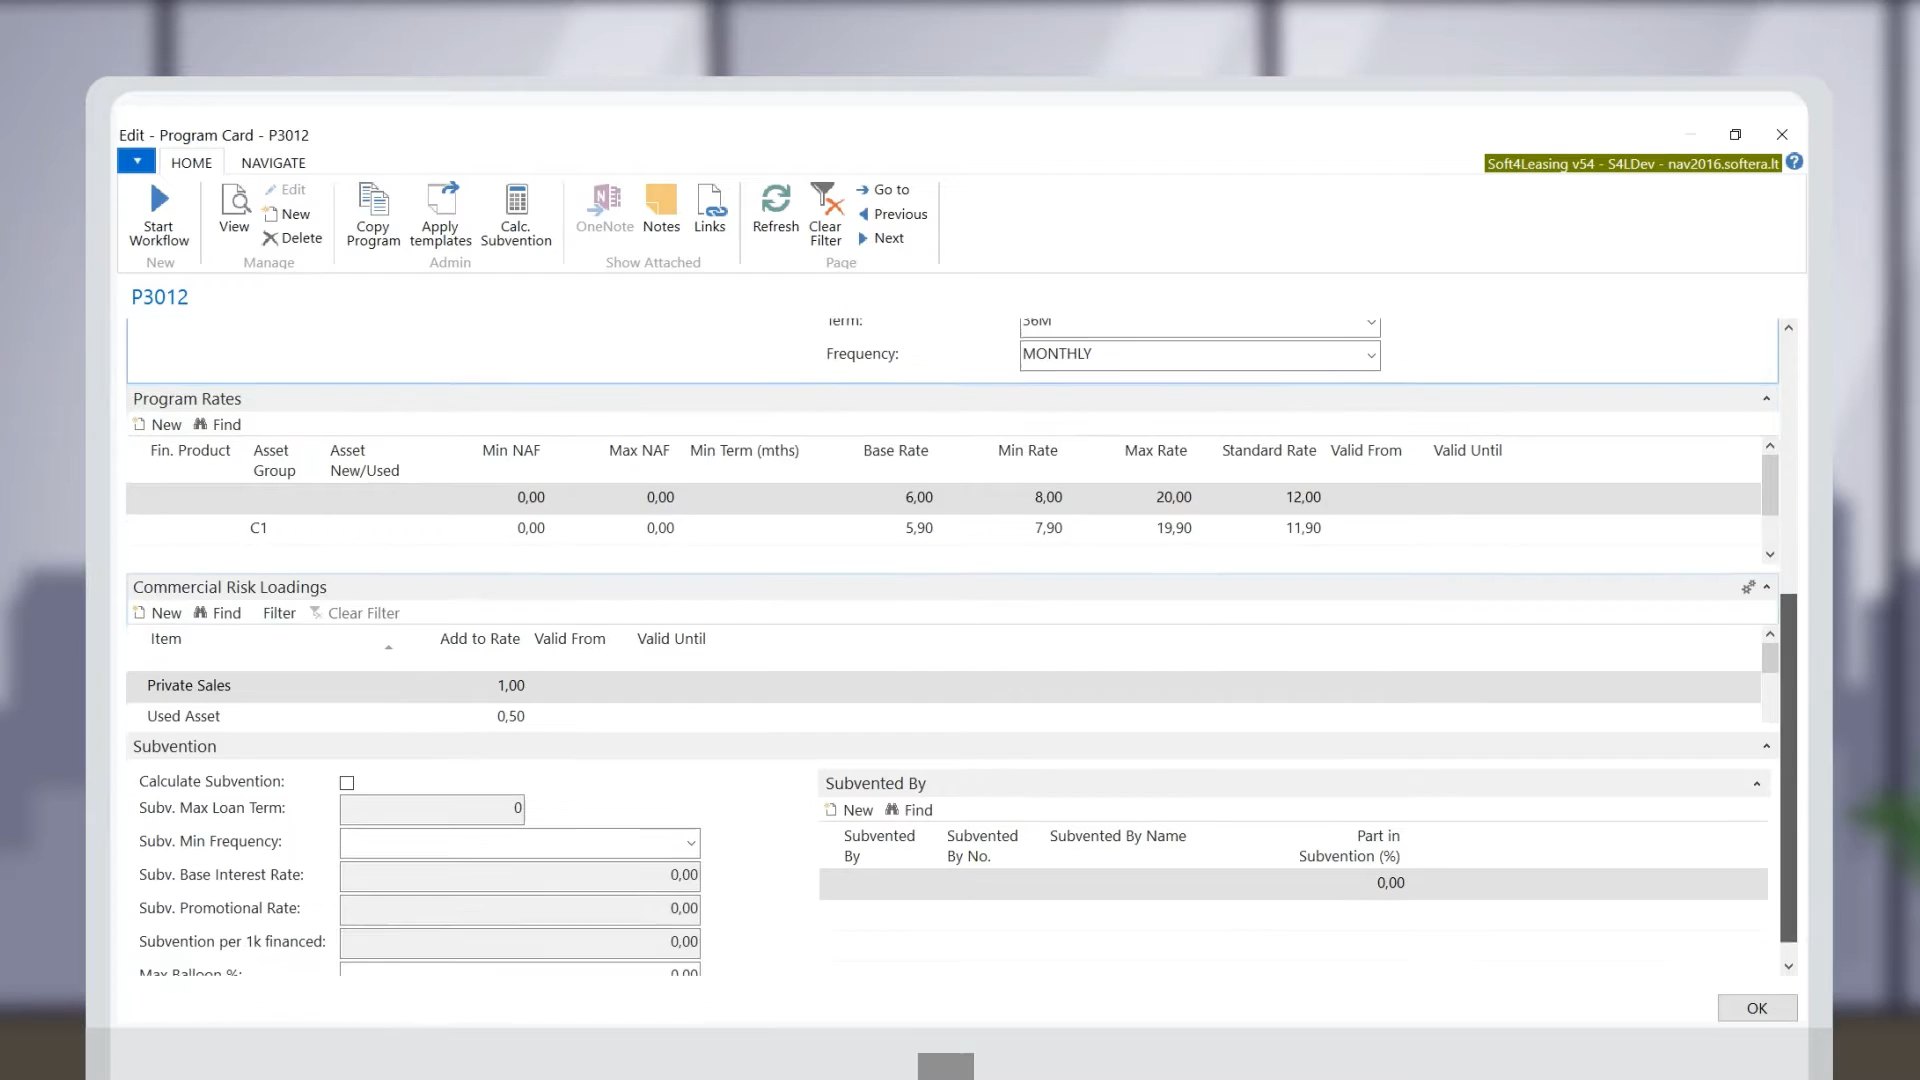 Edit - Program Card - P3012
HOME NAVIGATE
Soft4Leasing v54 - S4LDev - nav2016.softera.lt
Start Workflow
View
Edit
New
Delete
Copy Program
Apply templates
Calc. Subvention
OneNote
Notes
Links
Refresh
Clear Filter
Go to
Previous
Next
New Manage Admin Show Attached Page
P3012
Term: 36M
Frequency: MONTHLY
Program Rates
New Find
Fin. Product Asset Group Asset New/Used Min NAF Max NAF Min Term (mths) Base Rate Min Rate Max Rate Standard Rate Valid From Valid Until
0,00 0,00 6,00 8,00 20,00 12,00
C1 0,00 0,00 5,90 7,90 19,90 11,90
Commercial Risk Loadings
New Find Filter Clear Filter
Item Add to Rate Valid From Valid Until
Private Sales 1,00
Used Asset 0,50
Subvention
Calculate Subvention:
Subv. Max Loan Term: 0
Subv. Min Frequency:
Subv. Base Interest Rate: 0,00
Subv. Promotional Rate: 0,00
Subvention per 1k financed: 0,00
Max Balloon %: 0,00
Subvented By
New Find
Subvented By Subvented By No. Subvented By Name Part in Subvention (%)
0,00
OK